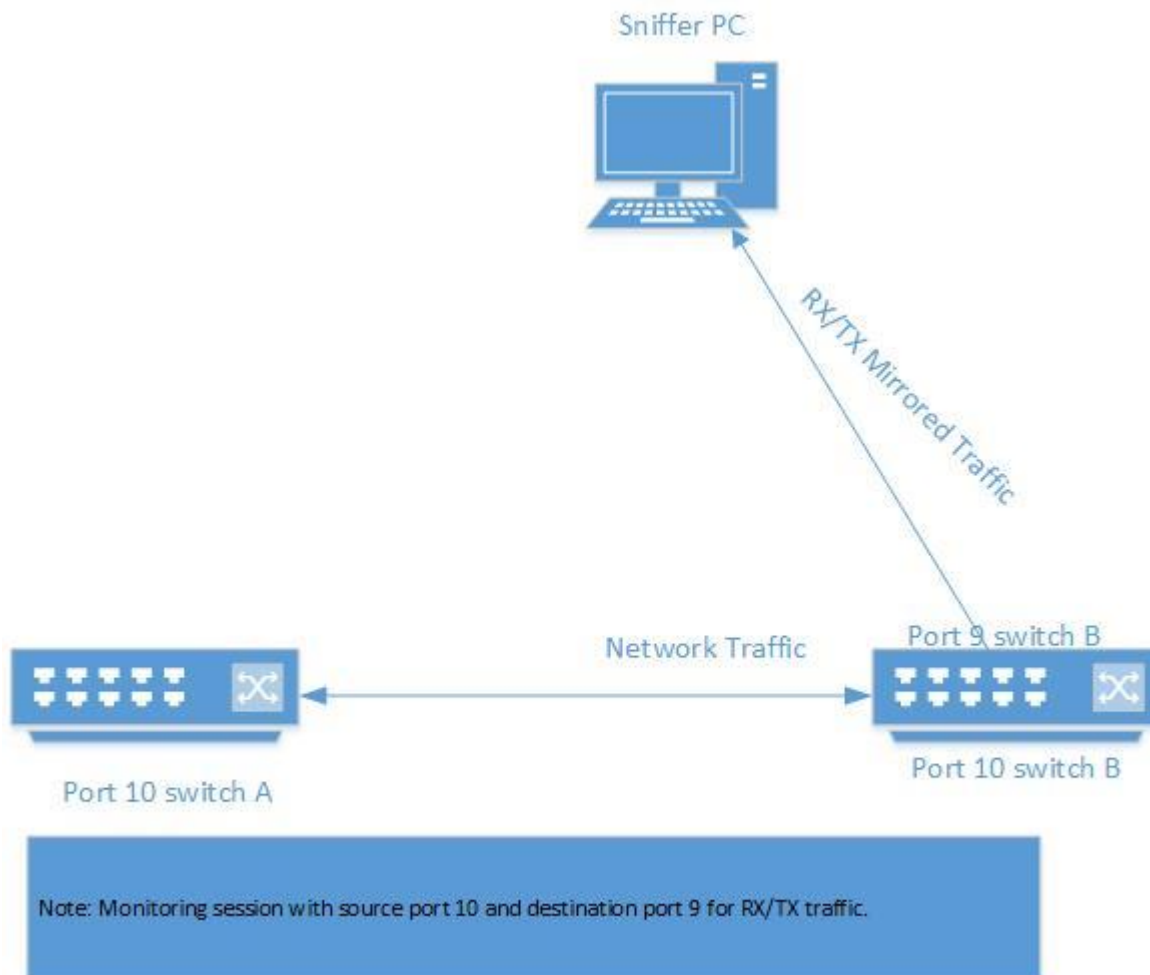 Sniffer PC
RX/TX Mirrored Traffic
Network Traffic
Port 9 switch B
Port 10 switch A
Port 10 switch B
Note: Monitoring session with source port 10 and destination port 9 for RX/TX traffic.